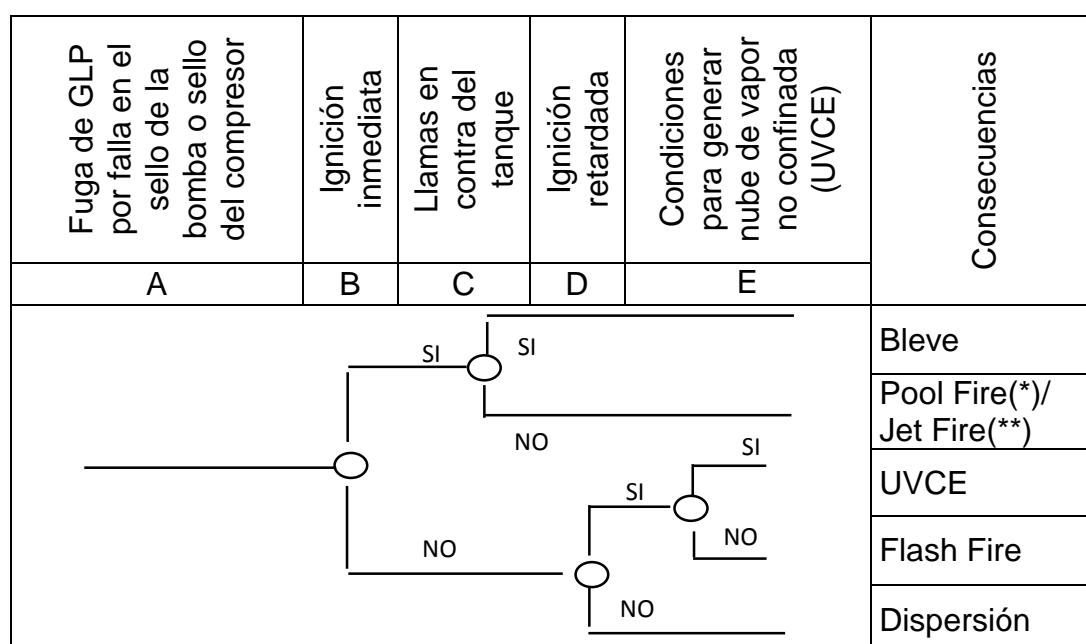 Fuga de GLP
por falla en el
sello de la
bomba o sello
del compresor
Ignición
inmediata
Llamas en
contra del
tanque
Ignición
retardada
Condiciones
para generar
nube de vapor
no confinada
(UVCE)
Consecuencias
A
B
C
D
E
SI
SI
NO
NO
SI
SI
NO
NO
Bleve
Pool Fire(*)/
Jet Fire(**)
UVCE
Flash Fire
Dispersión